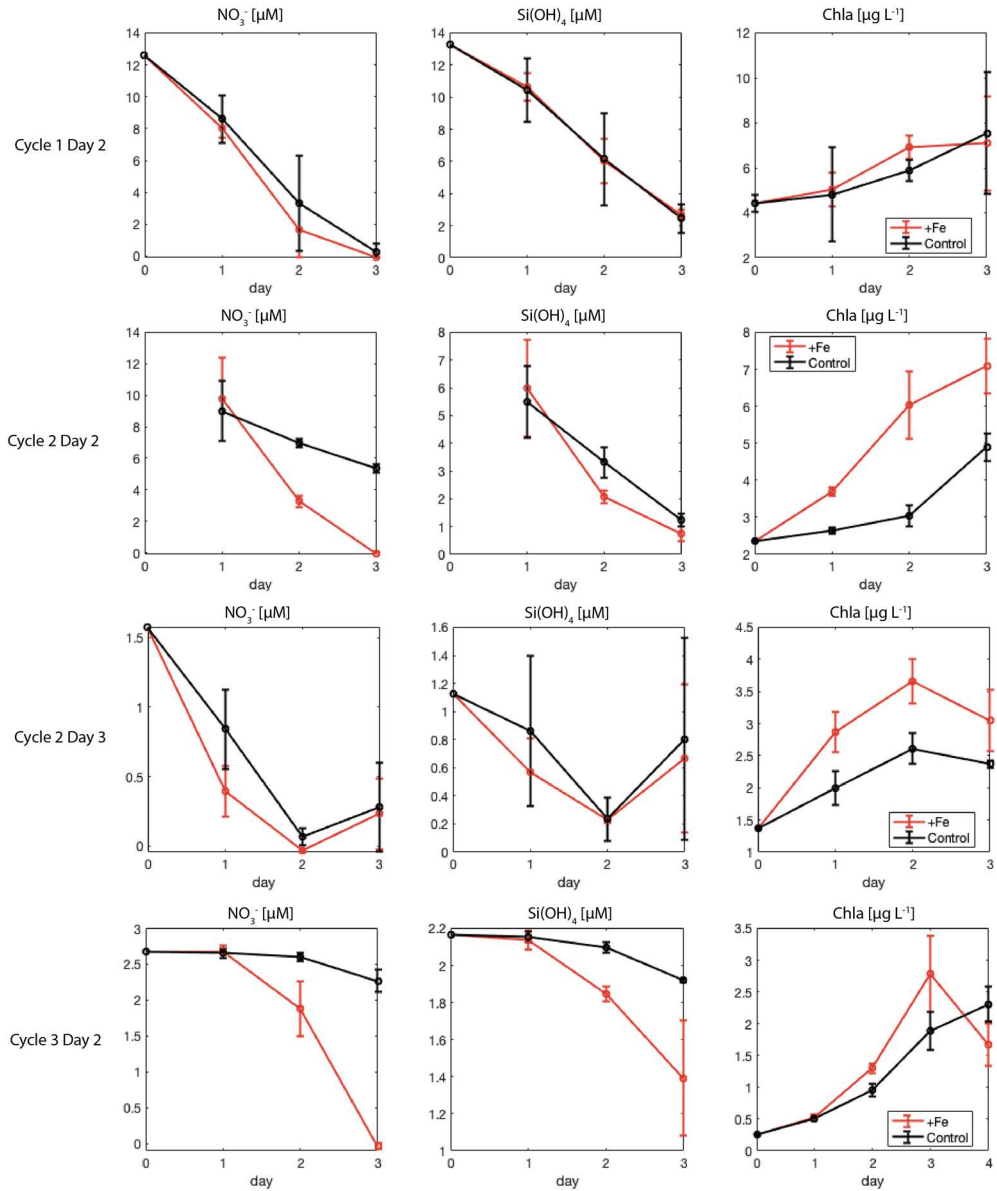 NO₃⁻ [µM] Si(OH)₄ [µM] Chla [µg L⁻¹]
Cycle 1 Day 2
14 12 10 8 6 4 2 0
14 12 10 8 6 4 2 0
12 10 8 6 4 2
+Fe
Control
0 1 2 3 0 1 2 3 0 1 2 3
day day day
NO₃⁻ [µM] Si(OH)₄ [µM] Chla [µg L⁻¹]
Cycle 2 Day 2
14 12 10 8 6 4 2 0
8 7 6 5 4 3 2 1 0
8 7 6 5 4 3 2
+Fe
Control
0 1 2 3 0 1 2 3 0 1 2 3
day day day
NO₃⁻ [µM] Si(OH)₄ [µM] Chla [µg L⁻¹]
Cycle 2 Day 3
1.5 1 0.5 0
1.6 1.4 1.2 1 0.8 0.6 0.4 0.2 0
4.5 4 3.5 3 2.5 2 1.5 1
+Fe
Control
0 1 2 3 0 1 2 3 0 1 2 3
day day day
NO₃⁻ [µM] Si(OH)₄ [µM] Chla [µg L⁻¹]
Cycle 3 Day 2
3 2.5 2 1.5 1 0.5 0
2.2 2 1.8 1.6 1.4 1.2 1
3.5 3 2.5 2 1.5 1 0.5 0
+Fe
Control
0 1 2 3 0 1 2 3 0 1 2 3 4
day day day